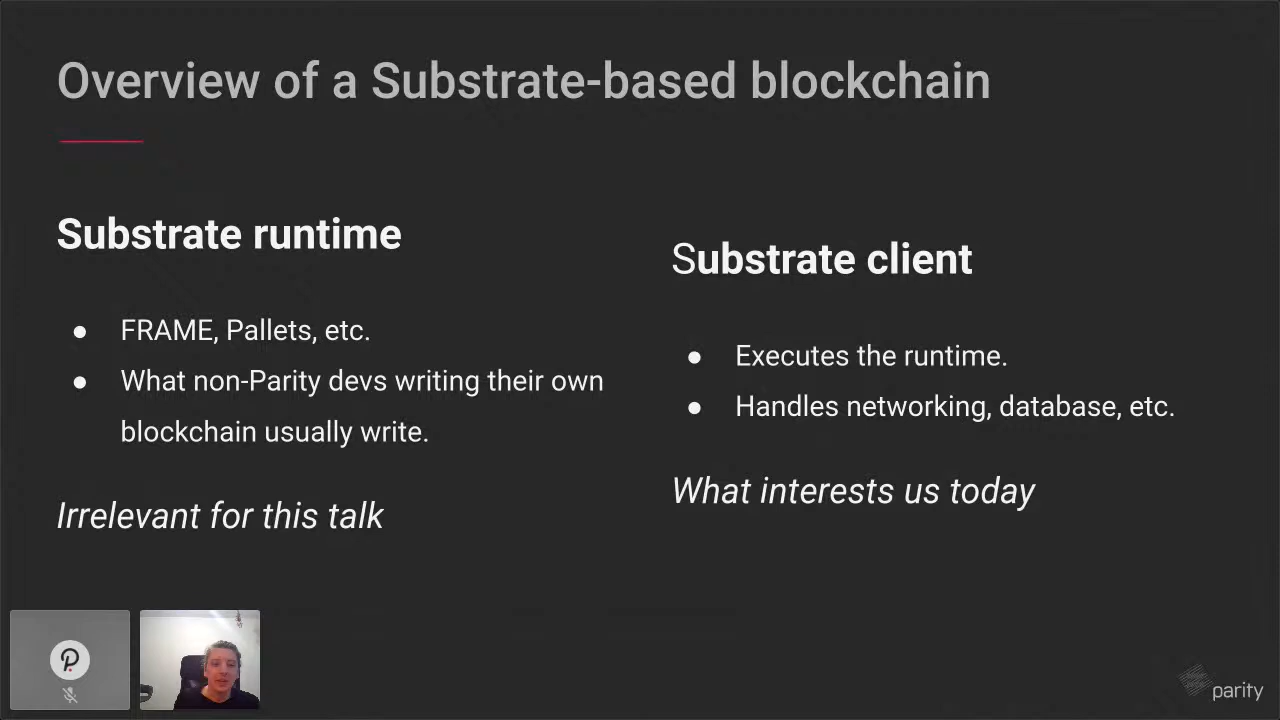 Overview of a Substrate-based blockchain
Substrate runtime
● FRAME, Pallets, etc.
● What non-Parity devs writing their own
blockchain usually write.
Irrelevant for this talk
Substrate client
● Executes the runtime.
● Handles networking, database, etc.
What interests us today
parity